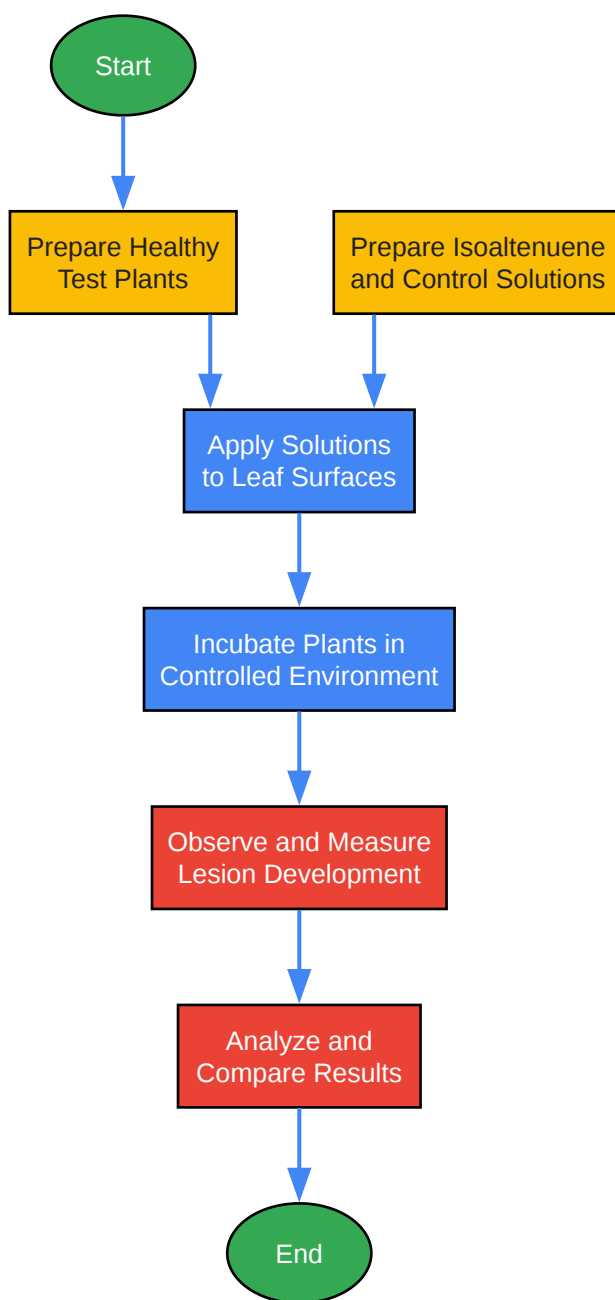 Start
Prepare Healthy
Test Plants
Prepare Isoaltenuene
and Control Solutions
Apply Solutions
to Leaf Surfaces
Incubate Plants in
Controlled Environment
Observe and Measure
Lesion Development
Analyze and
Compare Results
End